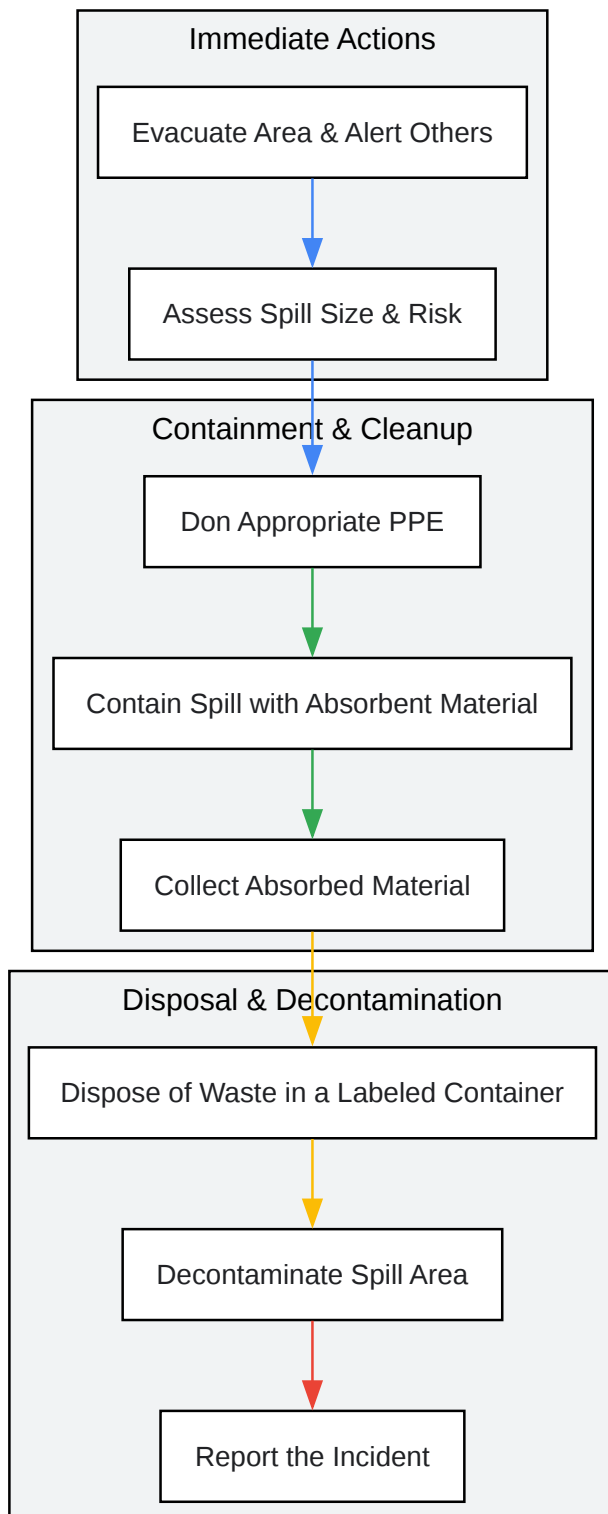 Immediate Actions
Evacuate Area & Alert Others
Assess Spill Size & Risk
Containment & Cleanup
Don Appropriate PPE
Contain Spill with Absorbent Material
Collect Absorbed Material
Disposal & Decontamination
Dispose of Waste in a Labeled Container
Decontaminate Spill Area
Report the Incident